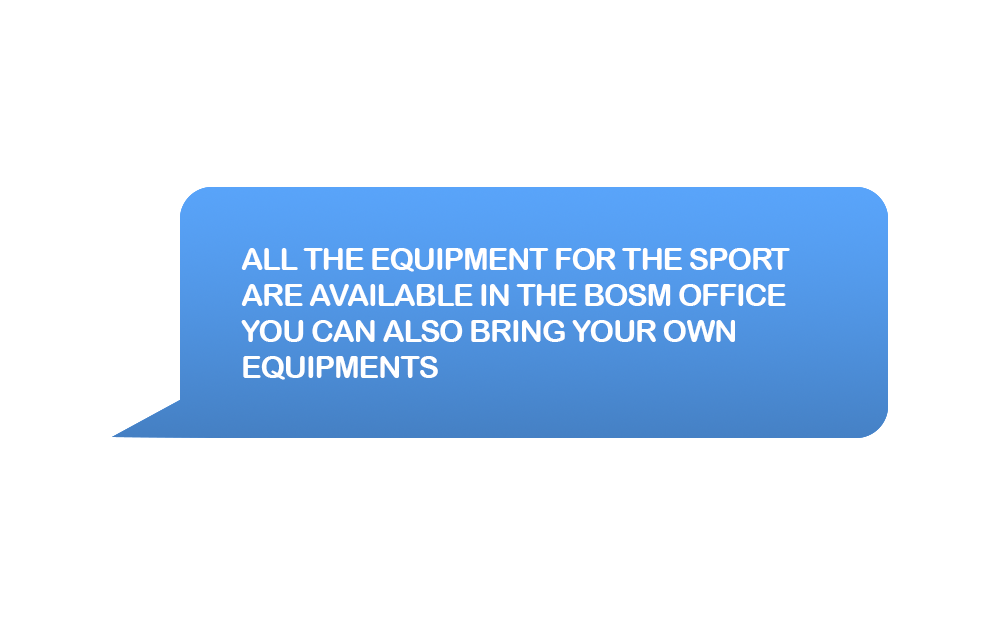 ALL THE EQUIPMENT FOR THE SPORT
ARE AVAILABLE IN THE BOSM OFFICE
YOU CAN ALSO BRING YOUR OWN
EQUIPMENTS